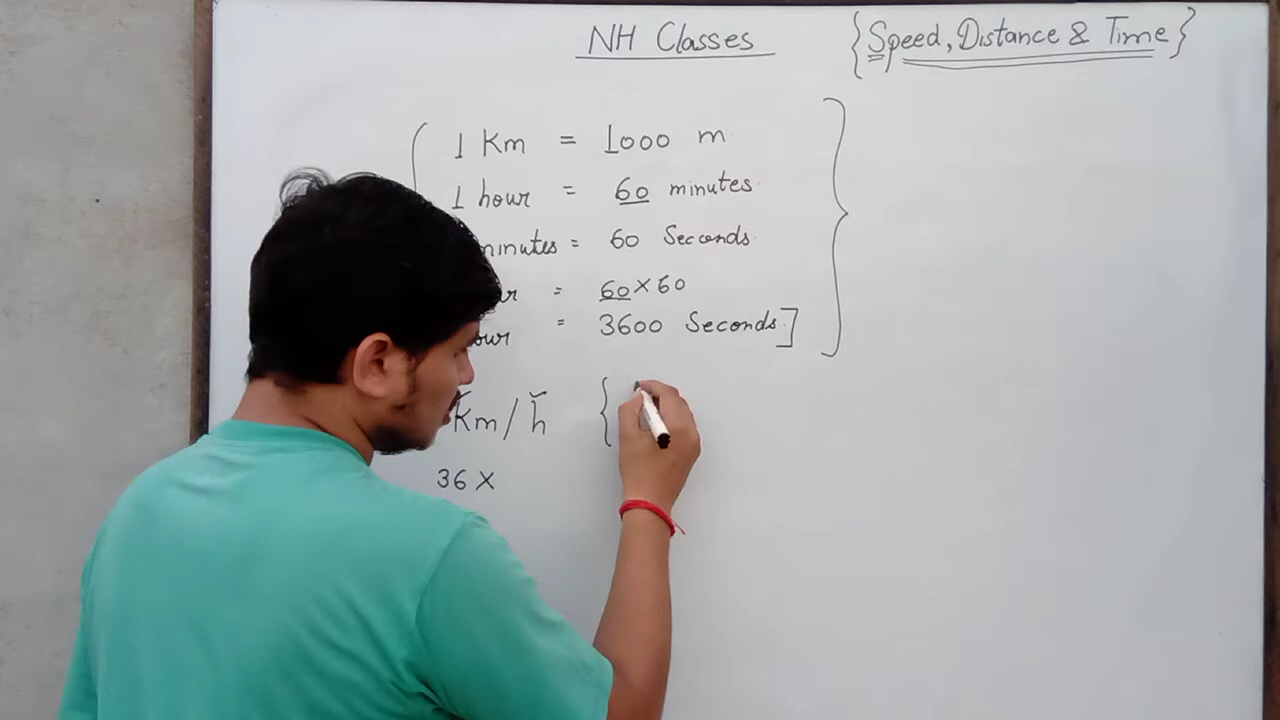 NH Classes {Speed, Distance & Time}
1 Km = 1000 m
1 hour = 60 minutes
= 60 Seconds
= 60 × 60
= 3600 Seconds]
Km/h {
36 ×